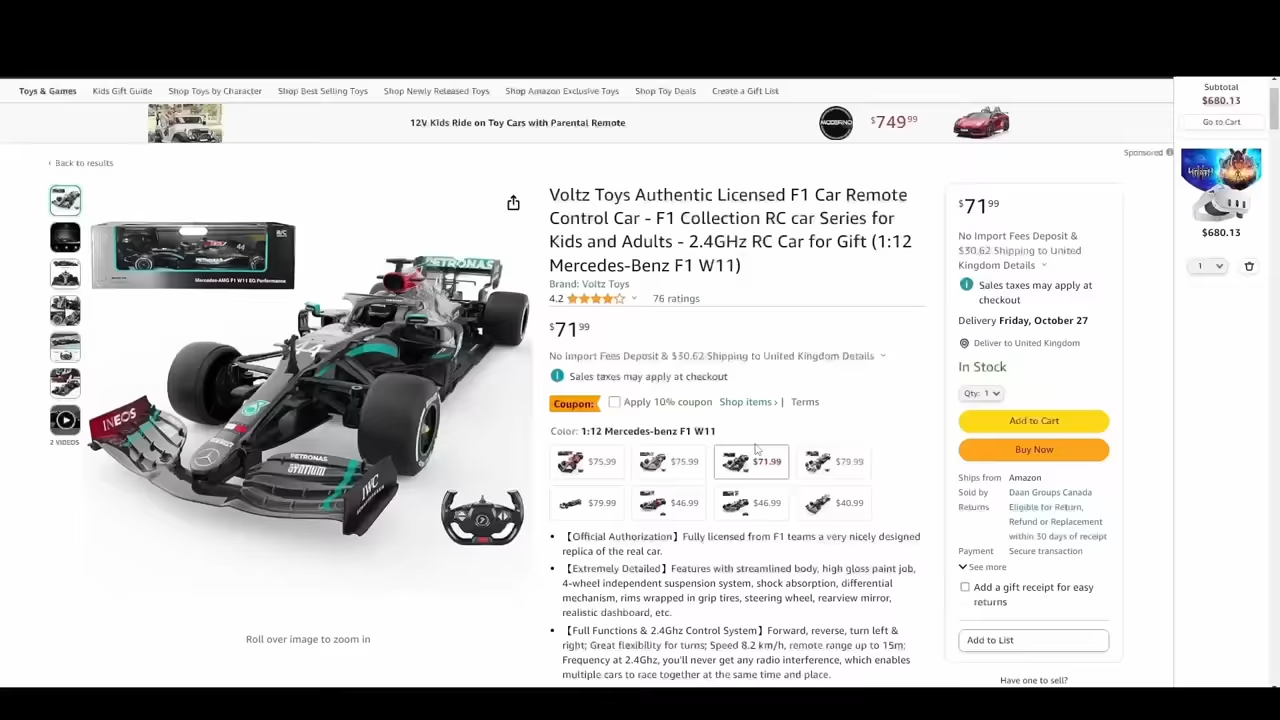 Toys & Games Kids Gift Guide Shop Toys by Character Shop Best Selling Toys Shop Newly Released Toys Shop Amazon Exclusive Toys Shop Toy Deals Create a Gift List
12V Kids Ride on Toy Cars with Parental Remote
MODERNO
$749 99
Sponsored
‹ Back to results
2 VIDEOS
Mercedes-AMG F1 W11 EQ Performance
44
PETRONAS
INEOS
PETRONAS
IWC
Roll over image to zoom in
Voltz Toys Authentic Licensed F1 Car Remote
Control Car - F1 Collection RC car Series for
Kids and Adults - 2.4GHz RC Car for Gift (1:12
Mercedes-Benz F1 W11)
Brand: Voltz Toys
4.2 76 ratings
$71 99
No Import Fees Deposit & $30.62 Shipping to United Kingdom Details
Sales taxes may apply at checkout
Coupon: Apply 10% coupon Shop items › | Terms
Color: 1:12 Mercedes-benz F1 W11
$75.99 $75.99 $71.99 $79.99
$79.99 $46.99 $46.99 $40.99
• 【Official Authorization】Fully licensed from F1 teams a very nicely designed
replica of the real car.
• 【Extremely Detailed】Features with streamlined body, high gloss paint job,
4-wheel independent suspension system, shock absorption, differential
mechanism, rims wrapped in grip tires, steering wheel, rearview mirror,
realistic dashboard, etc.
• 【Full Functions & 2.4Ghz Control System】Forward, reverse, turn left &
right; Great flexibility for turns; Speed 8.2 km/h, remote range up to 15m;
Frequency at 2.4Ghz, you'll never get any radio interference, which enables
multiple cars to race together at the same time and place.
$71 99
No Import Fees Deposit &
$30.62 Shipping to United
Kingdom Details
Sales taxes may apply at
checkout
Delivery Friday, October 27
Deliver to United Kingdom
In Stock
Qty: 1
Add to Cart
Buy Now
Ships from Amazon
Sold by Daan Groups Canada
Returns Eligible for Return,
Refund or Replacement
within 30 days of receipt
Payment Secure transaction
See more
Add a gift receipt for easy
returns
Add to List
Have one to sell?
Subtotal
$680.13
Go to Cart
$680.13
1